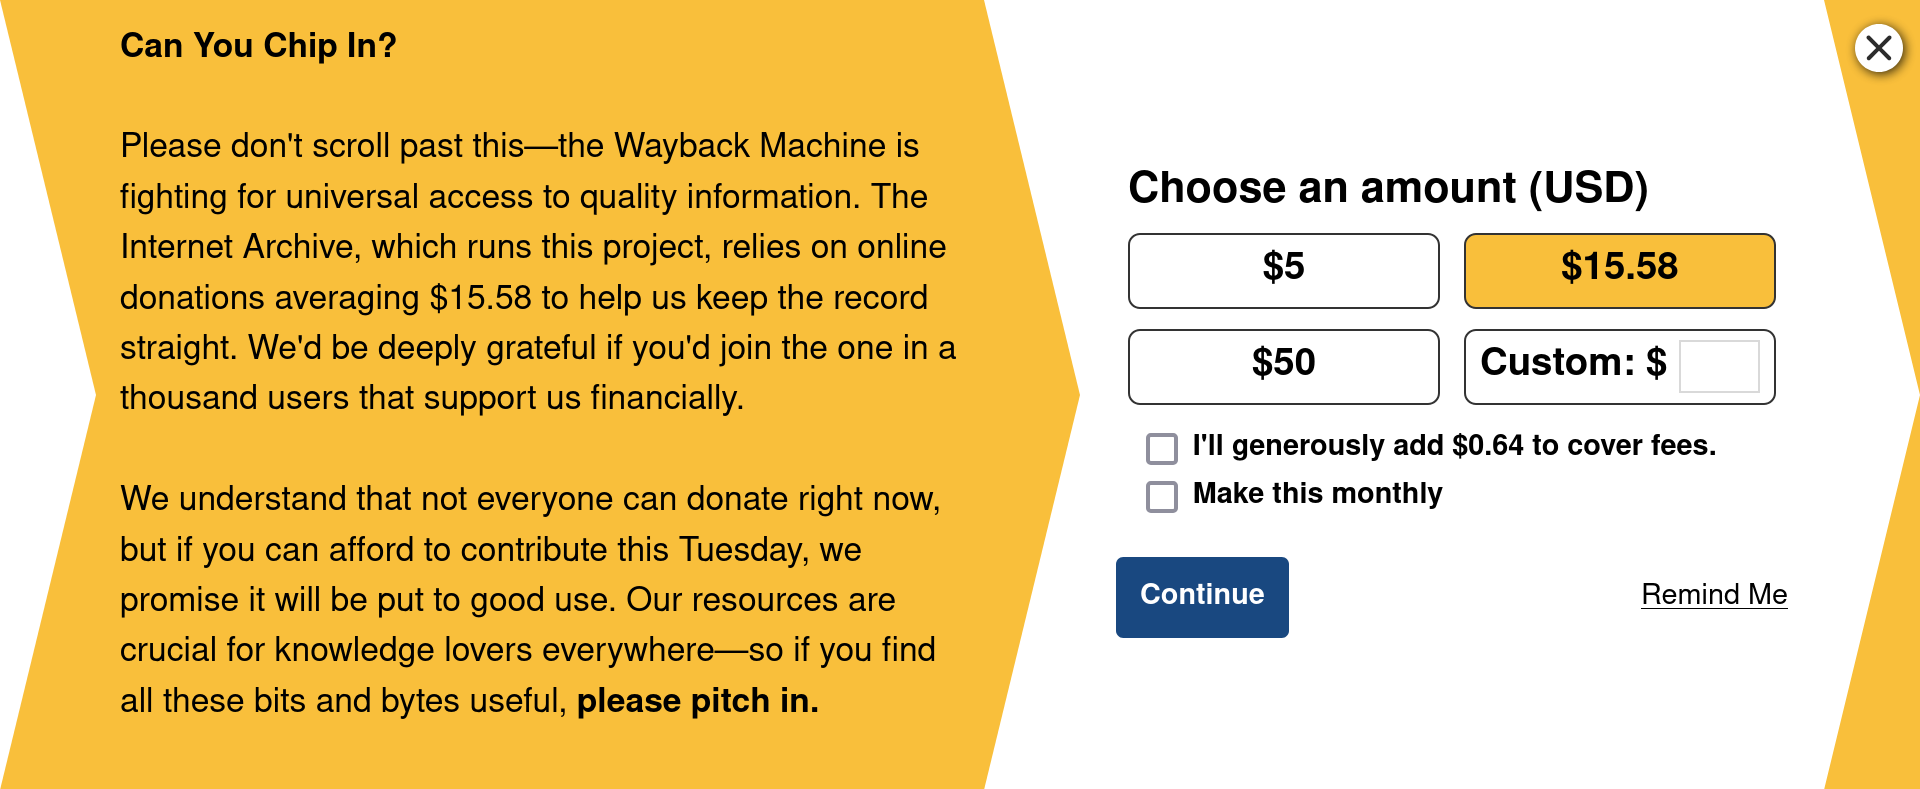 Can You Chip In?
Please don't scroll past this—the Wayback Machine is
fighting for universal access to quality information. The
Internet Archive, which runs this project, relies on online
donations averaging $15.58 to help us keep the record
straight. We'd be deeply grateful if you'd join the one in a
thousand users that support us financially.
We understand that not everyone can donate right now,
but if you can afford to contribute this Tuesday, we
promise it will be put to good use. Our resources are
crucial for knowledge lovers everywhere—so if you find
all these bits and bytes useful, please pitch in.
Choose an amount (USD)
$5
$15.58
$50
Custom: $
I'll generously add $0.64 to cover fees.
Make this monthly
Continue
Remind Me